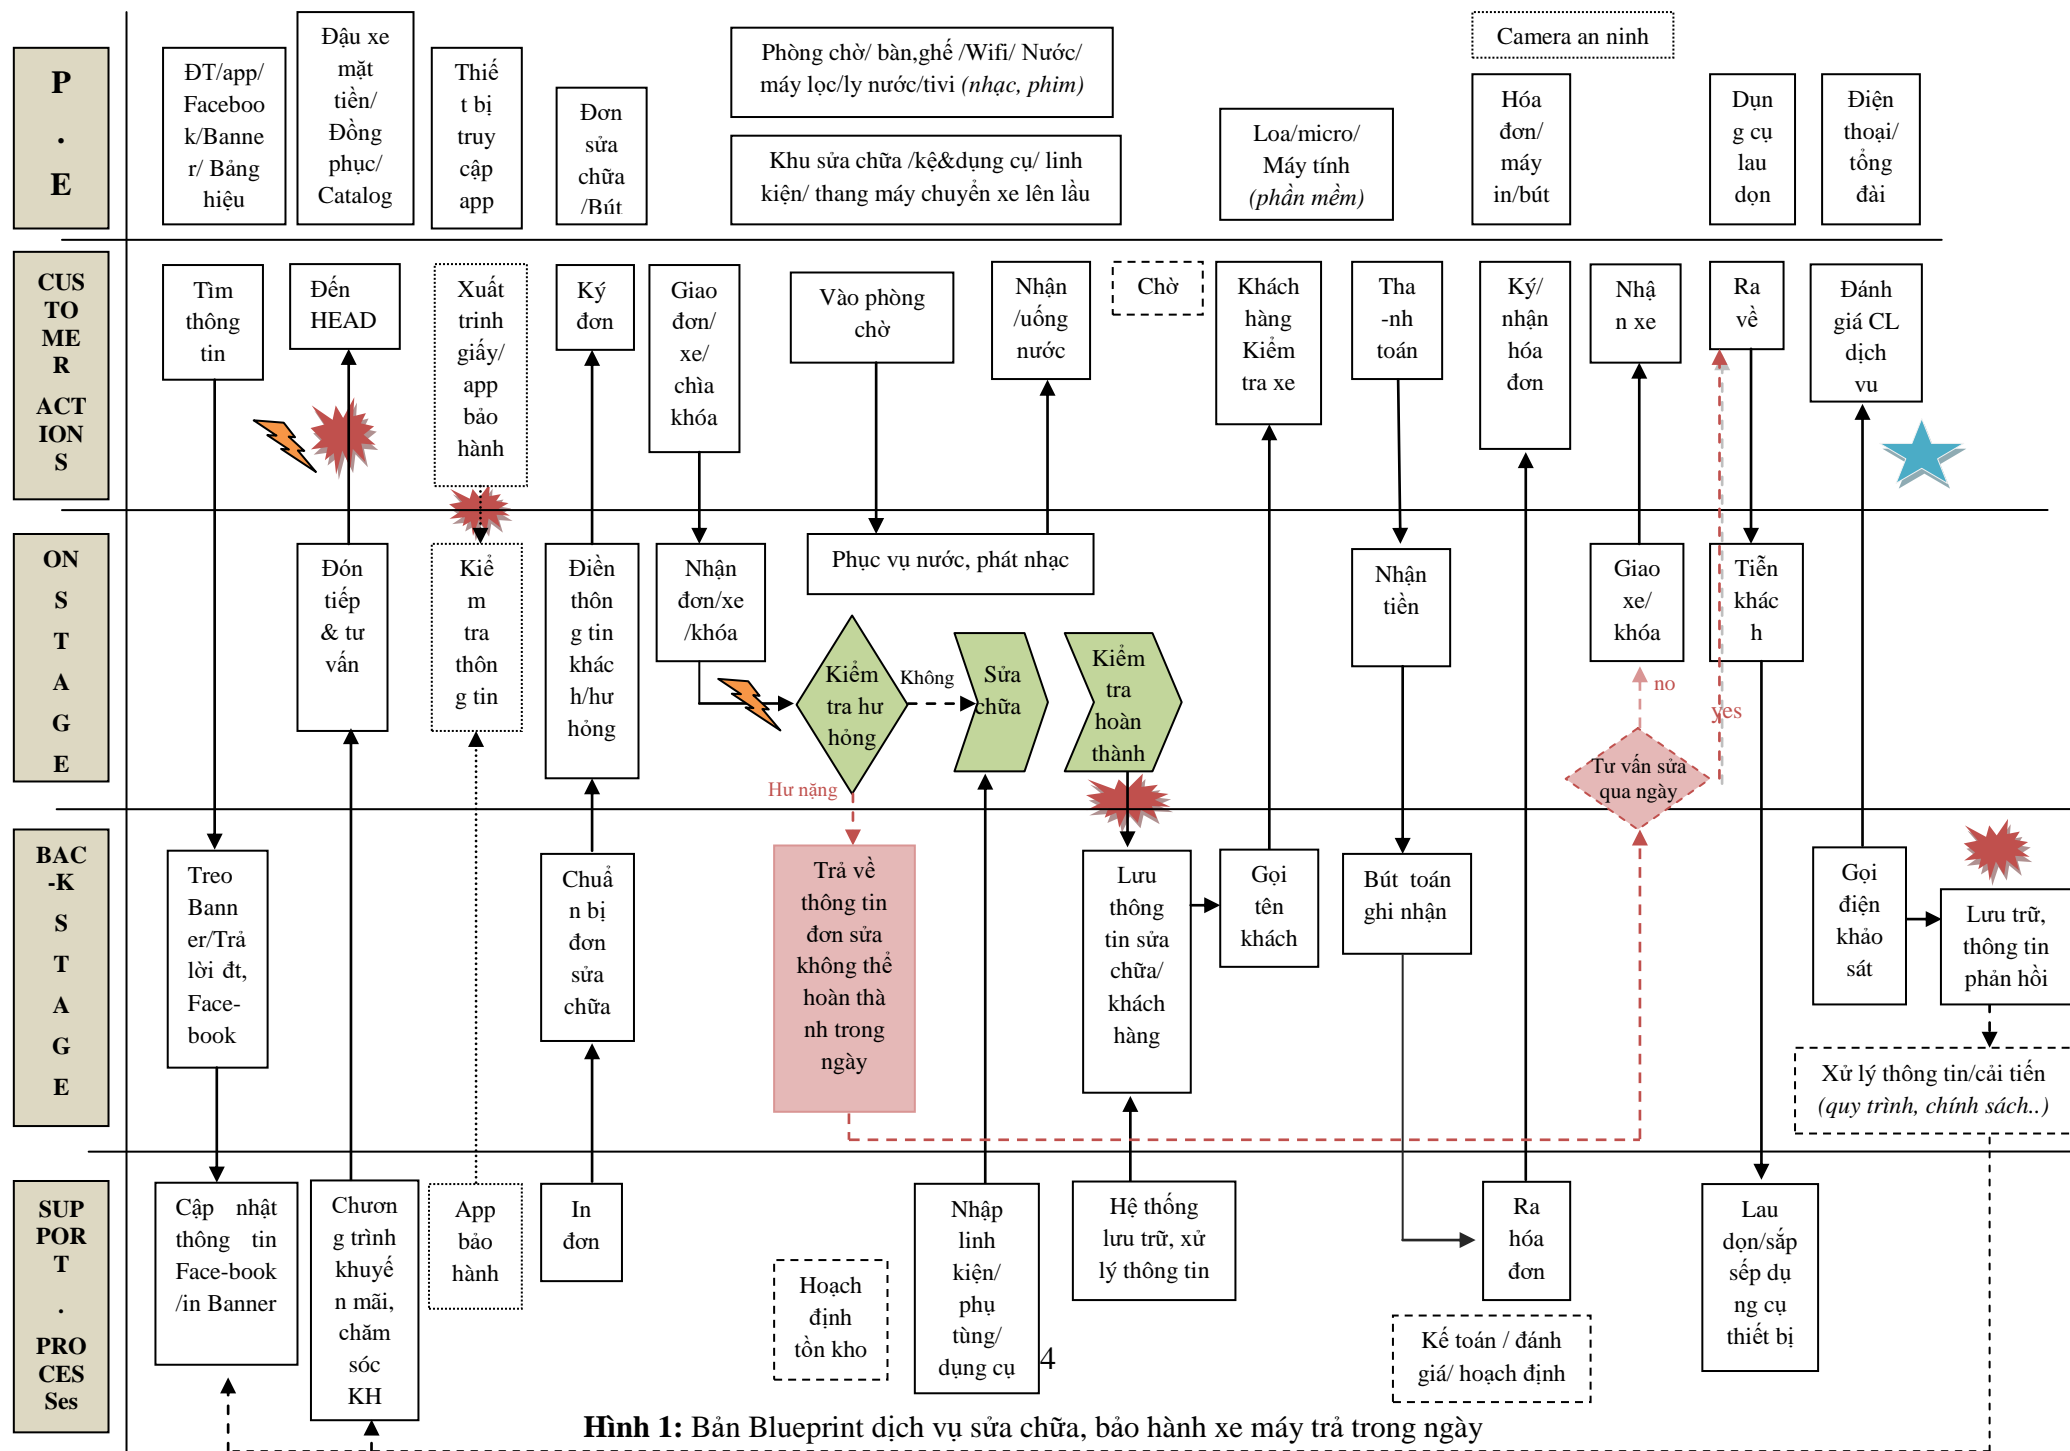 P
.
E
ĐT/app/
Faceboo
k/Banne
r/ Bảng
hiệu
Đậu xe
mặt
tiền/
Đồng
phục/
Catalog
Thiế
t bị
truy
cập
app
Đơn
sửa
chữa
/Bút
Phòng chờ/ bàn,ghế /Wifi/ Nước/
máy lọc/ly nước/tivi (nhạc, phim)
Khu sửa chữa /kệ&dụng cụ/ linh
kiện/ thang máy chuyển xe lên lầu
Loa/micro/
Máy tính
(phần mềm)
Camera an ninh
Hóa
đơn/
máy
in/bút
Dụn
g cụ
lau
dọn
Điện
thoại/
tổng
đài
CUS
TO
ME
R
ACT
ION
S
Tìm
thông
tin
Đến
HEAD
Xuất
trinh
giấy/
app
bảo
hành
Ký
đơn
Giao
đơn/
xe/
chìa
khóa
Vào phòng
chờ
Nhận
/uống
nước
Chờ
Khách
hàng
Kiểm
tra xe
Tha
-nh
toán
Ký/
nhận
hóa
đơn
Nhậ
n xe
Ra
về
Đánh
giá CL
dịch
vu
ON
S
T
A
G
E
Đón
tiếp
& tư
vấn
Kiể
m
tra
thôn
g tin
Điền
thôn
g tin
khác
h/hư
hỏng
Nhận
đơn/xe
/khóa
Phục vụ nước, phát nhạc
Kiểm
tra hư
hỏng
Không
Hư nặng
Sửa
chữa
Kiểm
tra
hoàn
thành
Nhận
tiền
Giao
xe/
khóa
no
yes
Tư vấn sửa
qua ngày
Tiễn
khác
h
BAC
-K
S
T
A
G
E
Treo
Bann
er/Trả
lời đt,
Face-
book
Chuẩ
n bị
đơn
sửa
chữa
Trả về
thông tin
đơn sửa
không thể
hoàn thà
nh trong
ngày
Lưu
thông
tin sửa
chữa/
khách
hàng
Gọi
tên
khách
Bút toán
ghi nhận
Gọi
điện
khảo
sát
Lưu trữ,
thông tin
phản hồi
Xử lý thông tin/cải tiến
(quy trình, chính sách..)
SUP
POR
T
.
PRO
CES
Ses
Cập nhật
thông tin
Face-book
/in Banner
Chươn
g trình
khuyế
n mãi,
chăm
sóc
KH
App
bảo
hành
In
đơn
Hoạch
định
tồn kho
Nhập
linh
kiện/
phụ
tùng/
dụng cụ
Hệ thống
lưu trữ, xử
lý thông tin
Ra
hóa
đơn
Kế toán / đánh
giá/ hoạch định
Lau
dọn/sắp
sếp dụ
ng cụ
thiết bị
4
Hình 1: Bản Blueprint dịch vụ sửa chữa, bảo hành xe máy trả trong ngày